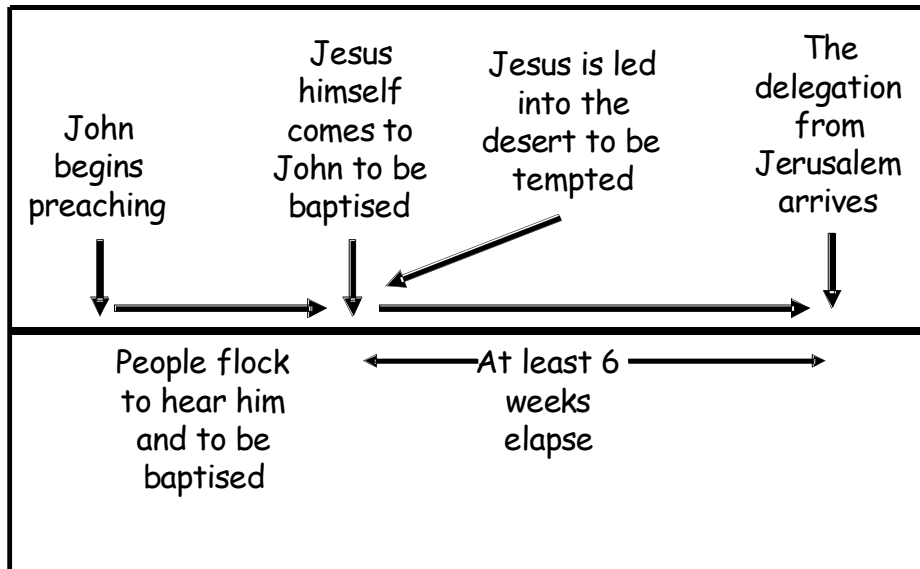 John
begins
preaching
Jesus
himself
comes to
John to be
baptised
Jesus is led
into the
desert to be
tempted
The
delegation
from
Jerusalem
arrives
People flock
to hear him
and to be
baptised
At least 6
weeks
elapse